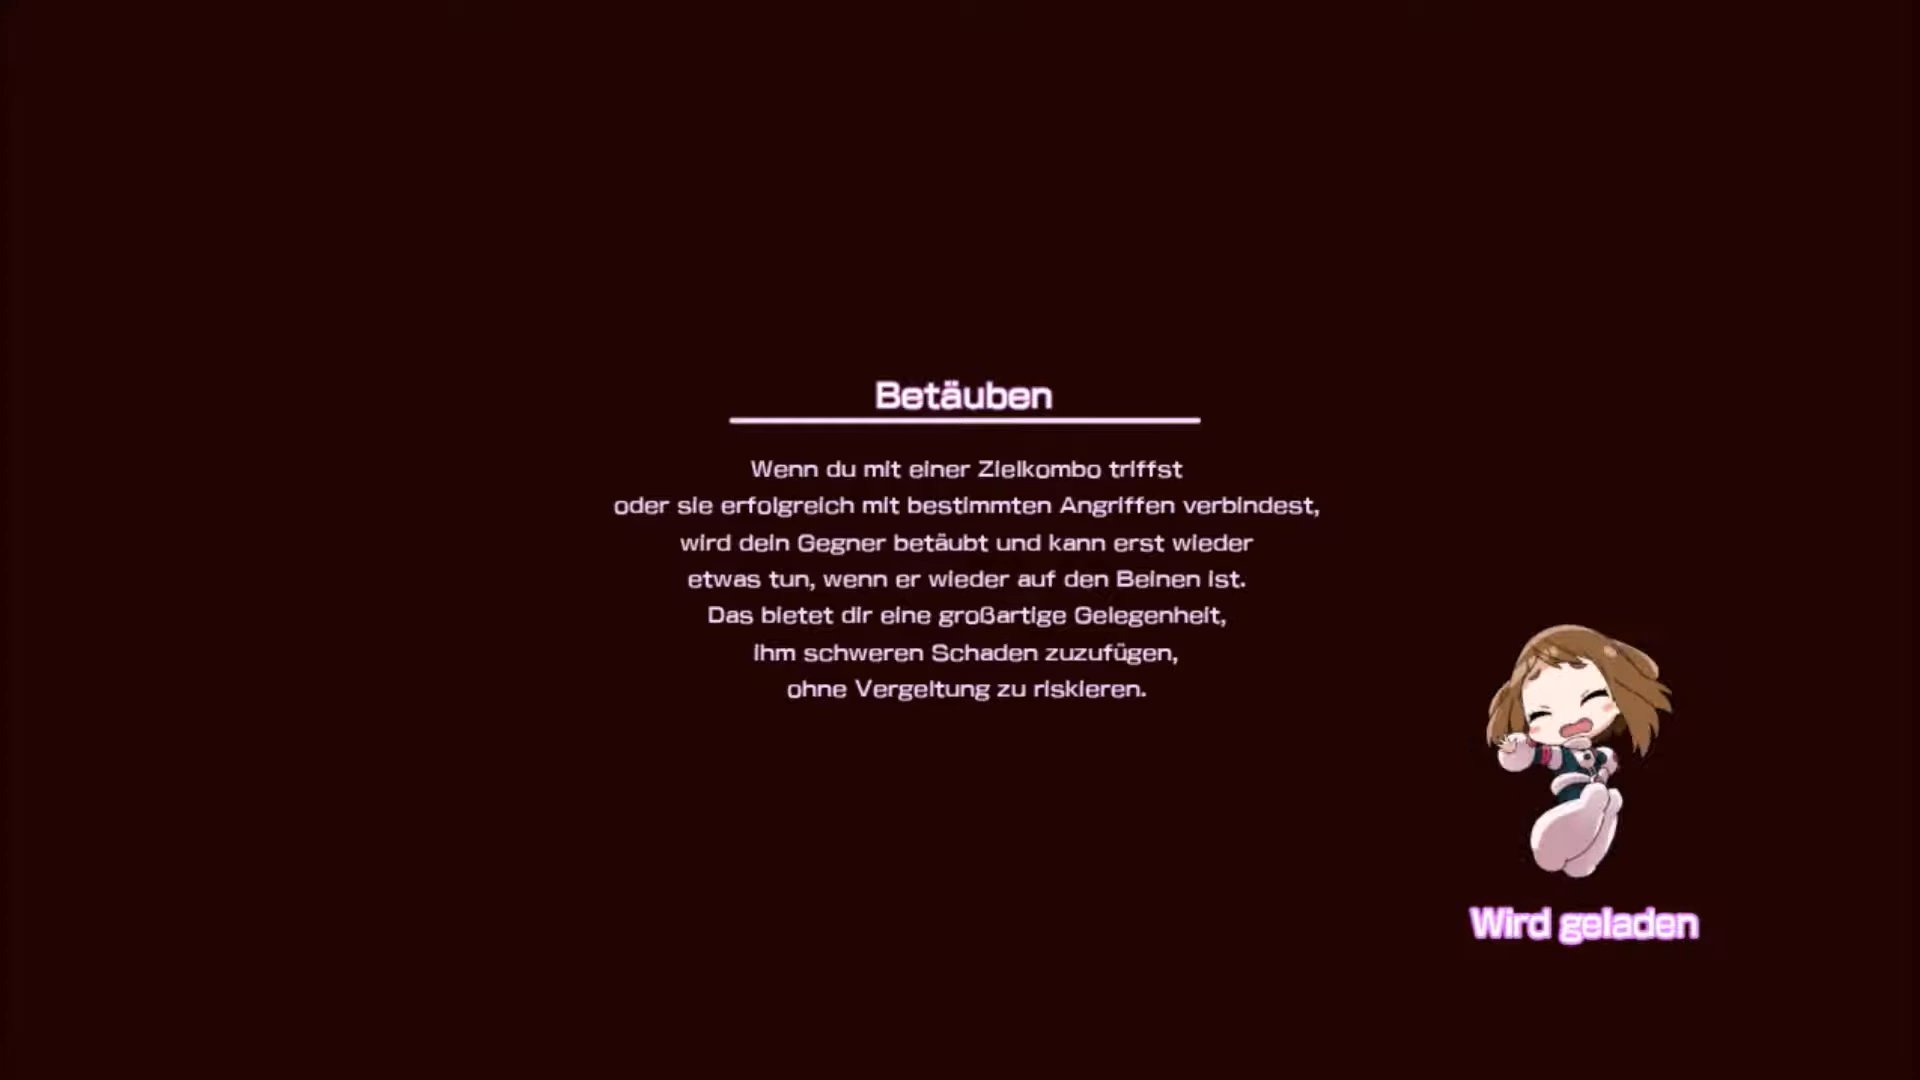 Betäuben
Wenn du mit einer Zielkombo triffst
oder sie erfolgreich mit bestimmten Angriffen verbindest,
wird dein Gegner betäubt und kann erst wieder
etwas tun, wenn er wieder auf den Beinen ist.
Das bietet dir eine großartige Gelegenheit,
ihm schweren Schaden zuzufügen,
ohne Vergeltung zu riskieren.
Wird geladen